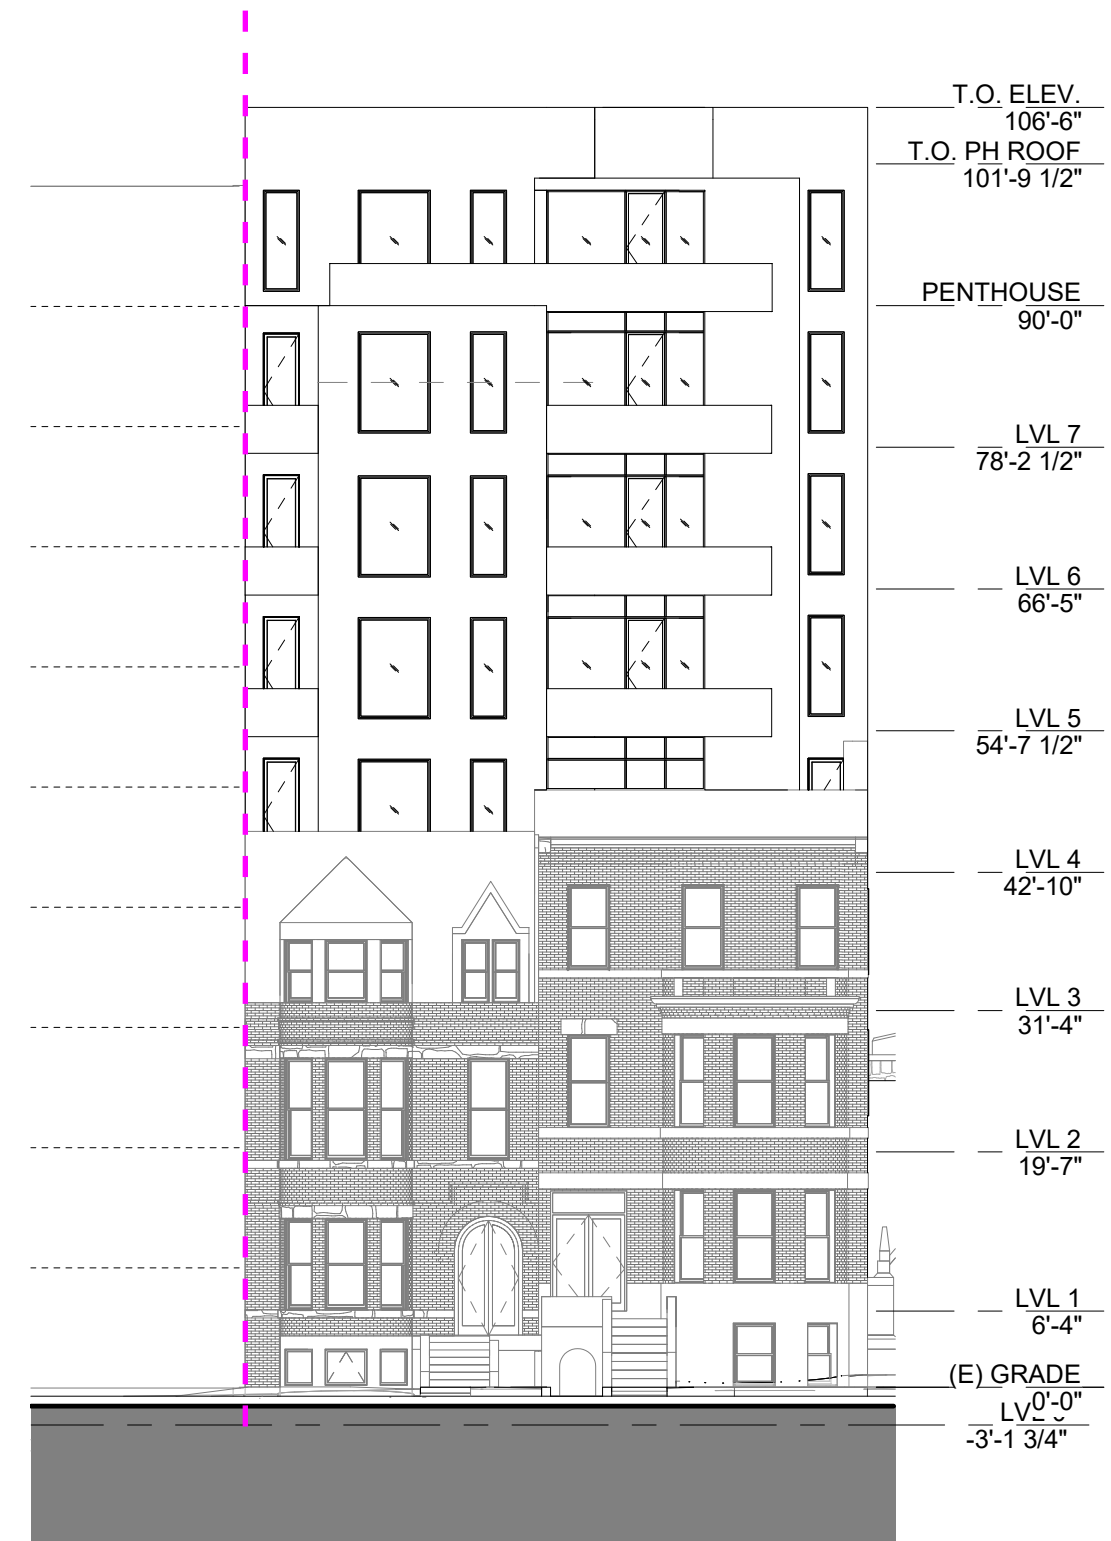 T.O. ELEV.
106'-6"
T.O. PH ROOF
101'-9 1/2"
PENTHOUSE
90'-0"
LVL 7
78'-2 1/2"
LVL 6
66'-5"
LVL 5
54'-7 1/2"
LVL 4
42'-10"
LVL 3
31'-4"
LVL 2
19'-7"
LVL 1
6'-4"
(E) GRADE
0'-0"
LVL
-3'-1 3/4"